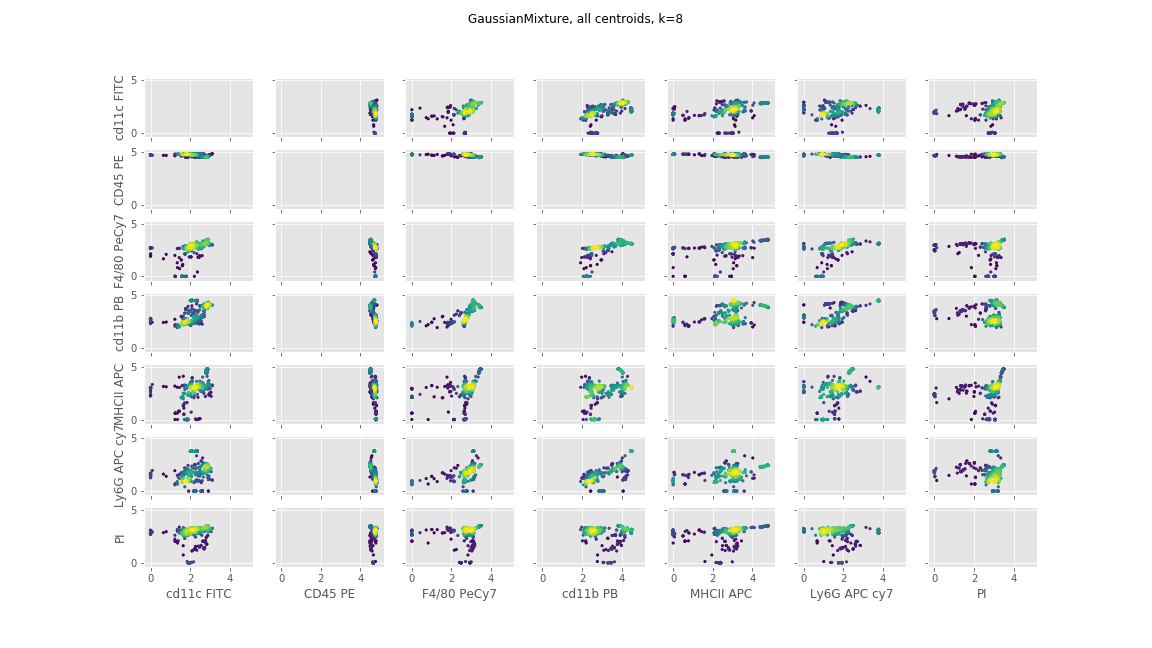 GaussianMixture, all centroids, k=8
cd11c FITC
5
0
CD45 PE
5
0
F4/80 PeCy7
5
0
cd11b PB
5
0
MHCII APC
5
0
Ly6G APC cy7
5
0
PI
5
0
0 2 4 0 2 4 0 2 4 0 2 4 0 2 4 0 2 4 0 2 4
cd11c FITC CD45 PE F4/80 PeCy7 cd11b PB MHCII APC Ly6G APC cy7 PI